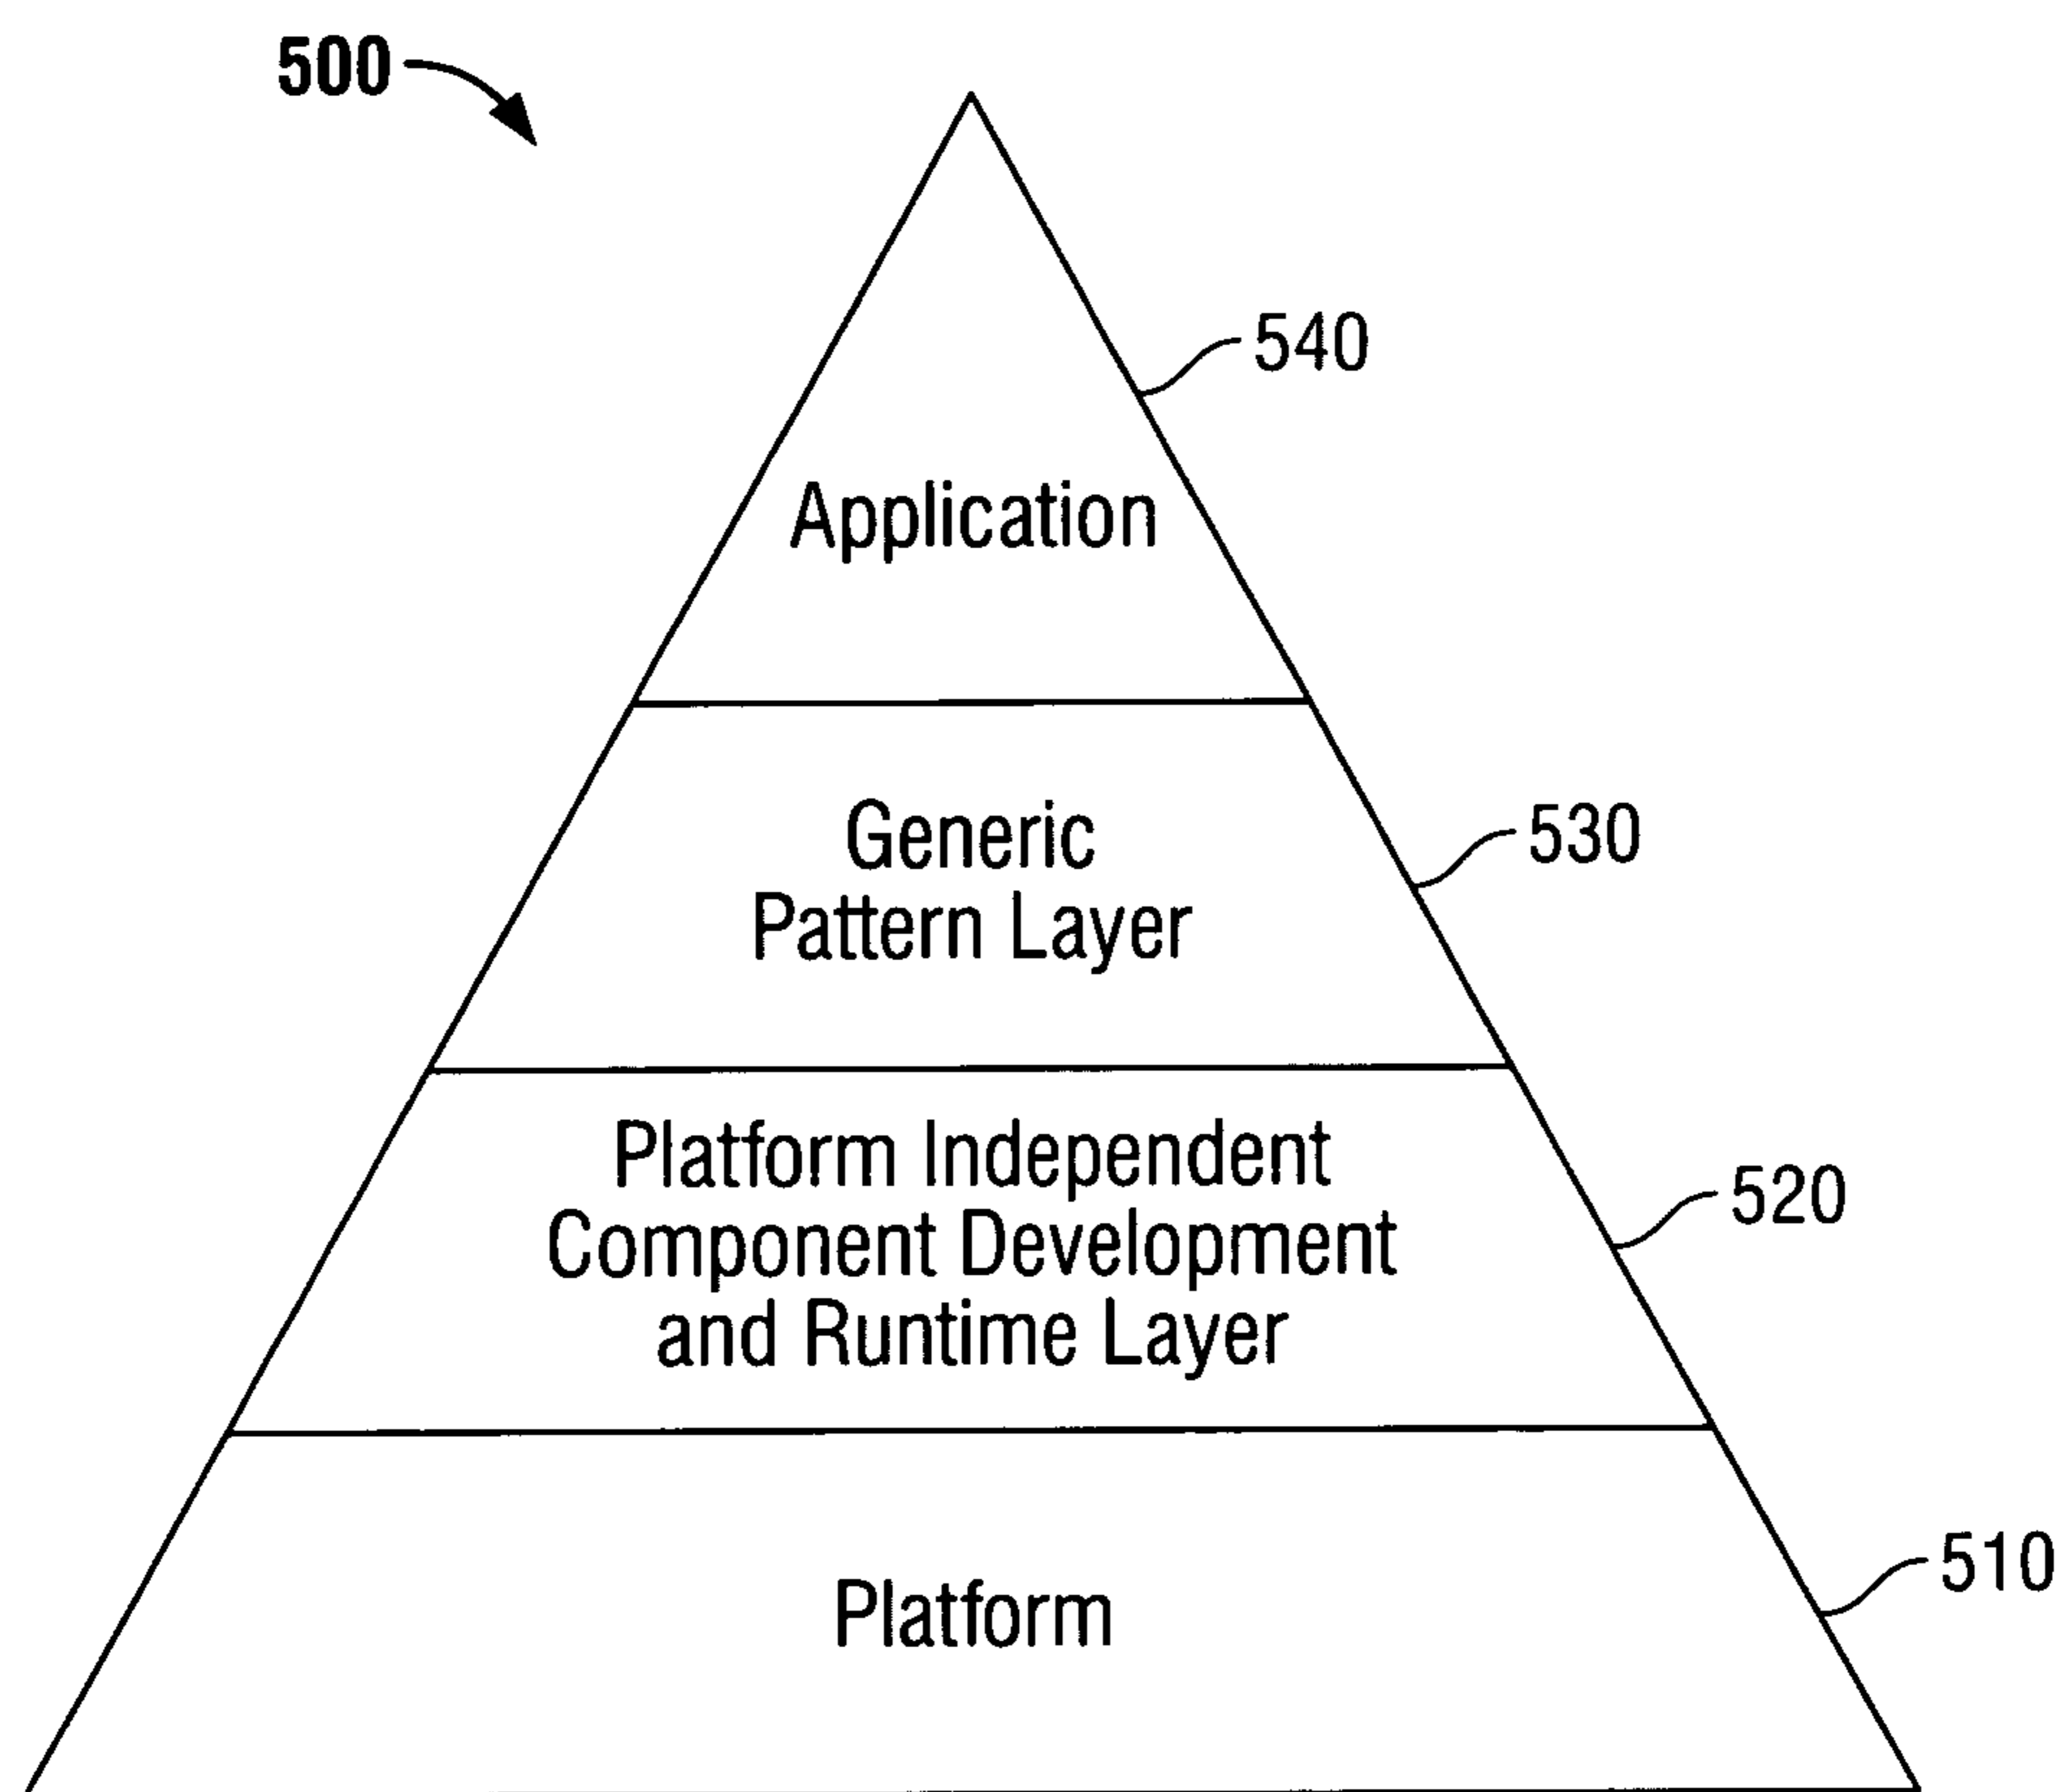 500
540
Application
530
Generic
Pattern Layer
520
Platform Independent
Component Development
and Runtime Layer
510
Platform